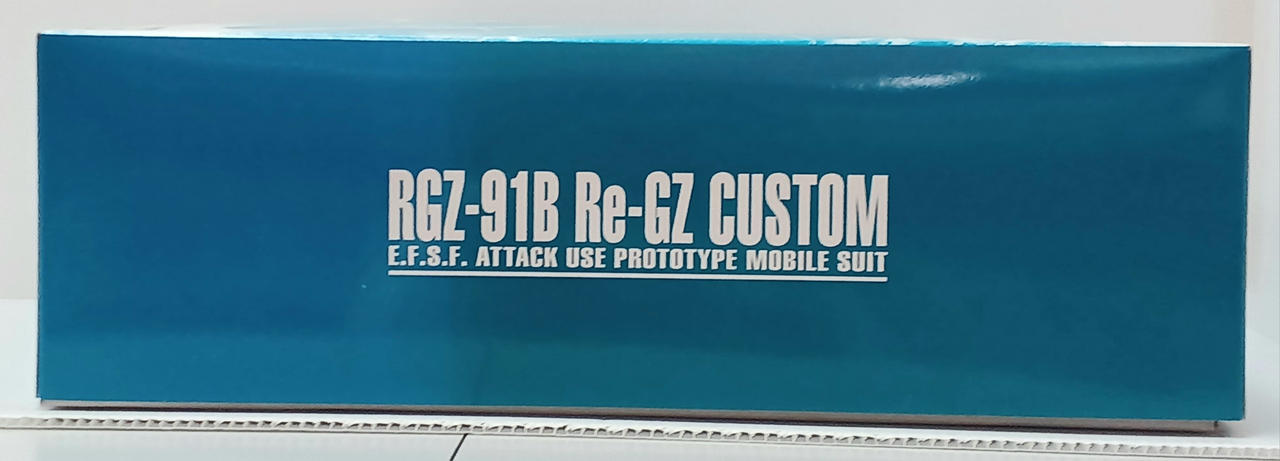 RGZ-91B Re-GZ CUSTOM
E.F.S.F. ATTACK USE PROTOTYPE MOBILE SUIT